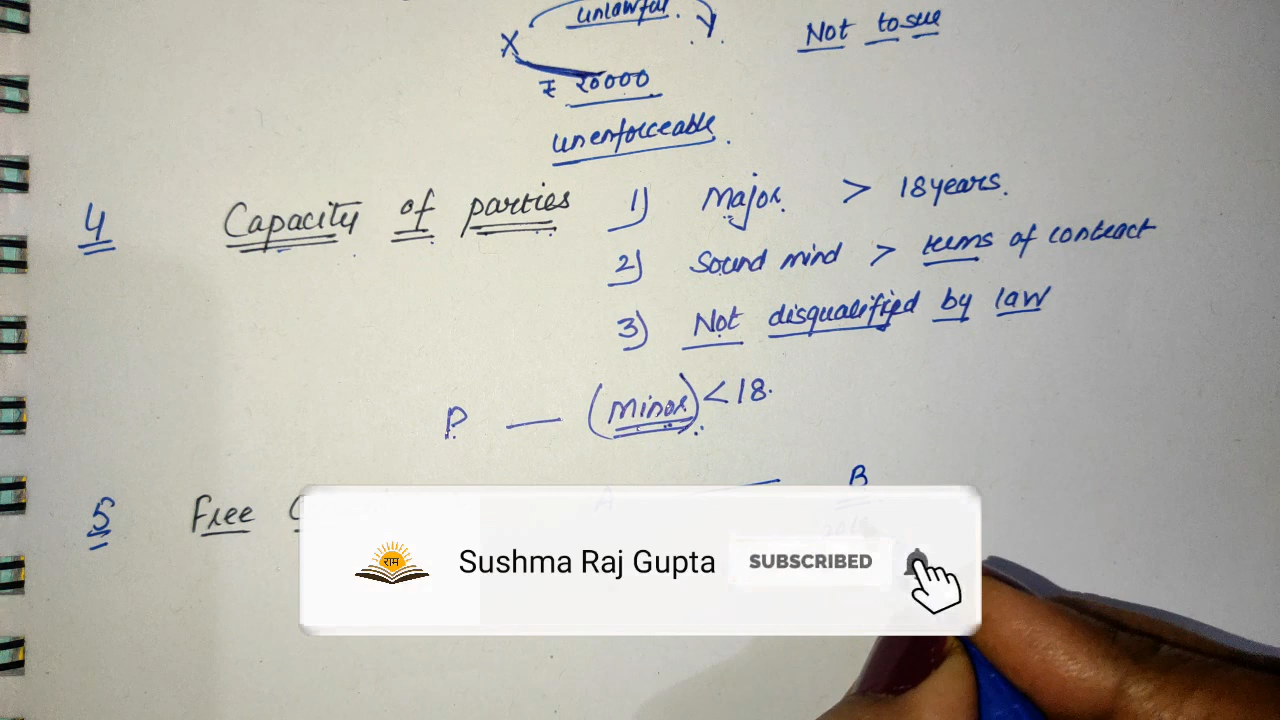 unlawful.
X y. Not to sue
₹ 20000
unenforceable.
4 Capacity of parties 1) Major > 18 years.
2) Sound mind > terms of contract
3) Not disqualified by law
P — (Minor) < 18.
A — B
5 Free
राम Sushma Raj Gupta SUBSCRIBED